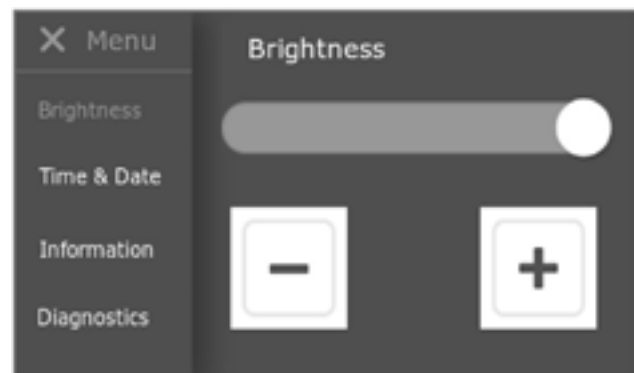 Menu
Brightness
Time & Date
Information
Diagnostics
Brightness